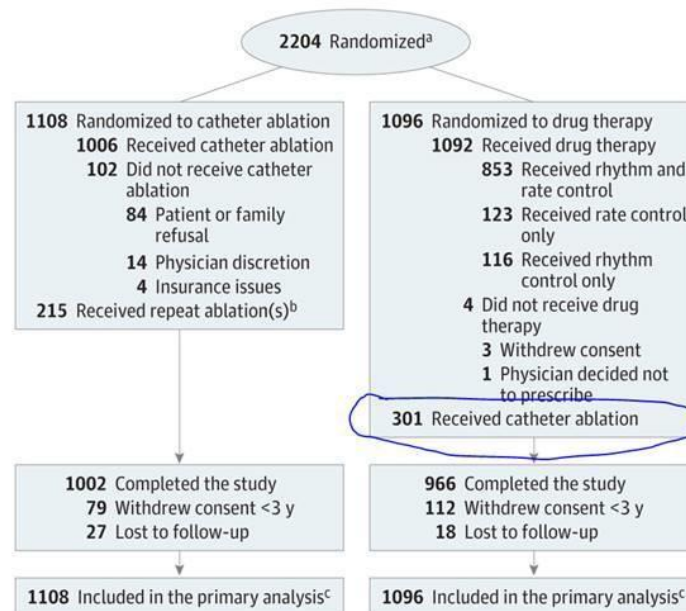 2204 Randomizedᵃ
1108 Randomized to catheter ablation
1006 Received catheter ablation
102 Did not receive catheter
ablation
84 Patient or family
refusal
14 Physician discretion
4 Insurance issues
215 Received repeat ablation(s)ᵇ
1096 Randomized to drug therapy
1092 Received drug therapy
853 Received rhythm and
rate control
123 Received rate control
only
116 Received rhythm
control only
4 Did not receive drug
therapy
3 Withdrew consent
1 Physician decided not
to prescribe
301 Received catheter ablation
1002 Completed the study
79 Withdrew consent <3 y
27 Lost to follow-up
966 Completed the study
112 Withdrew consent <3 y
18 Lost to follow-up
1108 Included in the primary analysisᶜ
1096 Included in the primary analysisᶜ